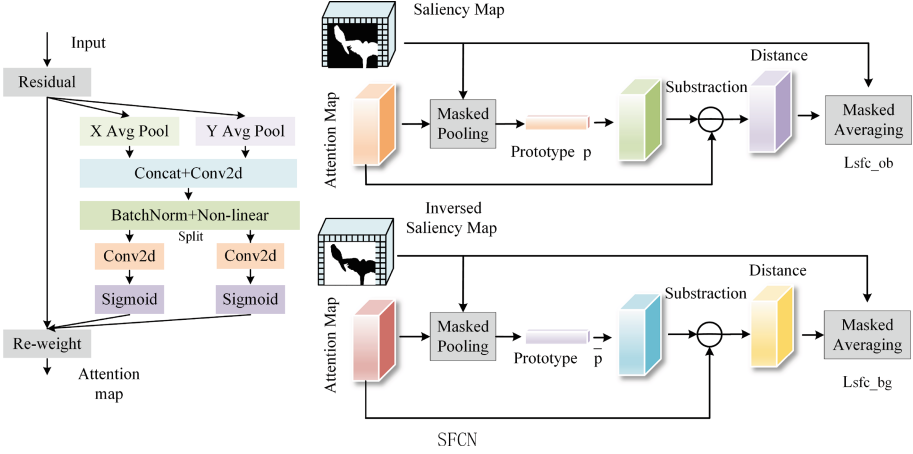 Input
Residual
X Avg Pool
Y Avg Pool
Concat+Conv2d
BatchNorm+Non-linear
Split
Conv2d
Conv2d
Sigmoid
Sigmoid
Re-weight
Attention
map
Saliency Map
Attention Map
Masked
Pooling
Prototype p
Substraction
Distance
Masked
Averaging
Lsfc_ob
Inversed
Saliency Map
Attention Map
Masked
Pooling
Prototype p̅
Substraction
Distance
Masked
Averaging
Lsfc_bg
SFCN